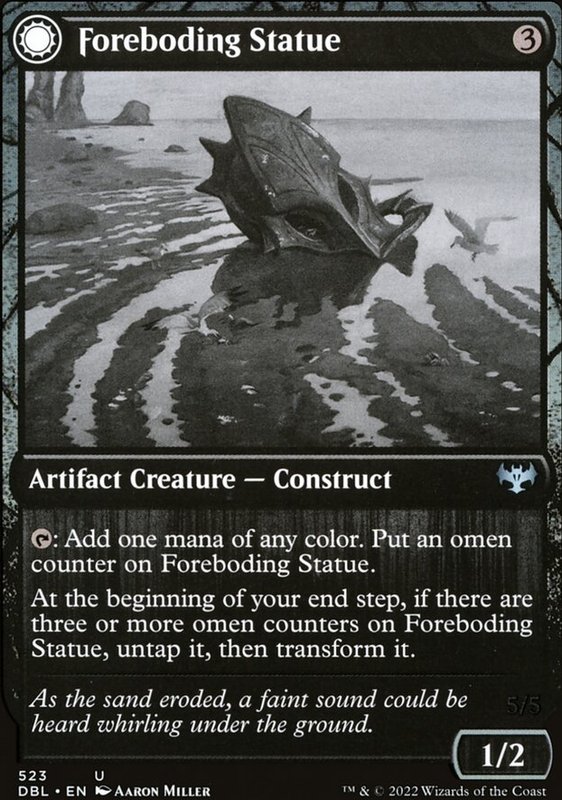 Foreboding Statue 3
Artifact Creature — Construct
: Add one mana of any color. Put an omen
counter on Foreboding Statue.
At the beginning of your end step, if there are
three or more omen counters on Foreboding
Statue, untap it, then transform it.
As the sand eroded, a faint sound could be
heard whirling under the ground.
5/5
1/2
523 U
DBL • EN Aaron Miller
™ & © 2022 Wizards of the Coast